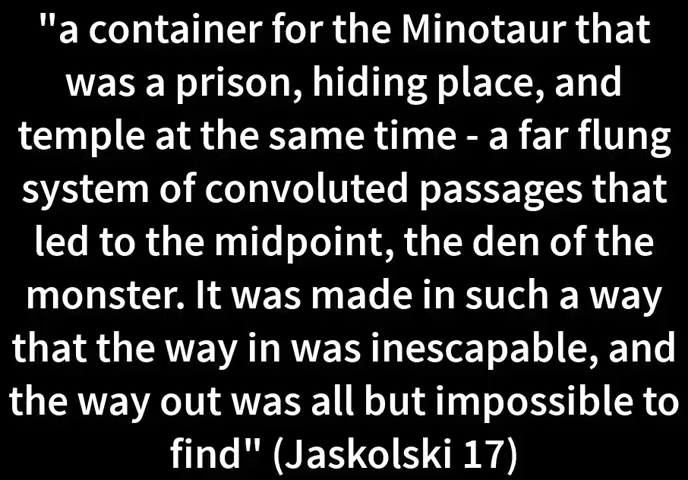 "a container for the Minotaur that
was a prison, hiding place, and
temple at the same time - a far flung
system of convoluted passages that
led to the midpoint, the den of the
monster. It was made in such a way
that the way in was inescapable, and
the way out was all but impossible to
find" (Jaskolski 17)